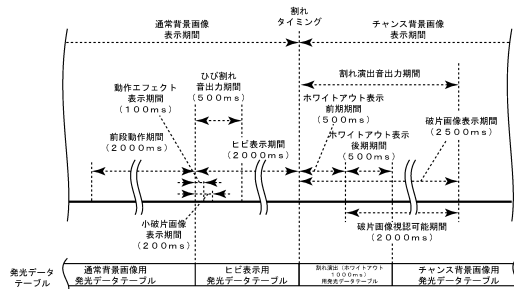 通常背景画像
表示期間
割れ
タイミング
チャンス背景画像
表示期間
ひび割れ
音出力期間
(500ms)
割れ演出音出力期間
動作エフェクト
表示期間
(100ms)
ホワイトアウト表示
前期期間
(500ms)
破片画像表示期間
(2500ms)
前段動作期間
(2000ms)
ヒビ表示期間
(2000ms)
ホワイトアウト表示
後期期間
(500ms)
小破片画像
表示期間
(200ms)
破片画像視認可能期間
(2000ms)
発光データ
テーブル
通常背景画像用
発光データテーブル
ヒビ表示用
発光データテーブル
割れ演出(ホワイトアウト
1000ms)
用発光データテーブル
チャンス背景画像用
発光データテーブル